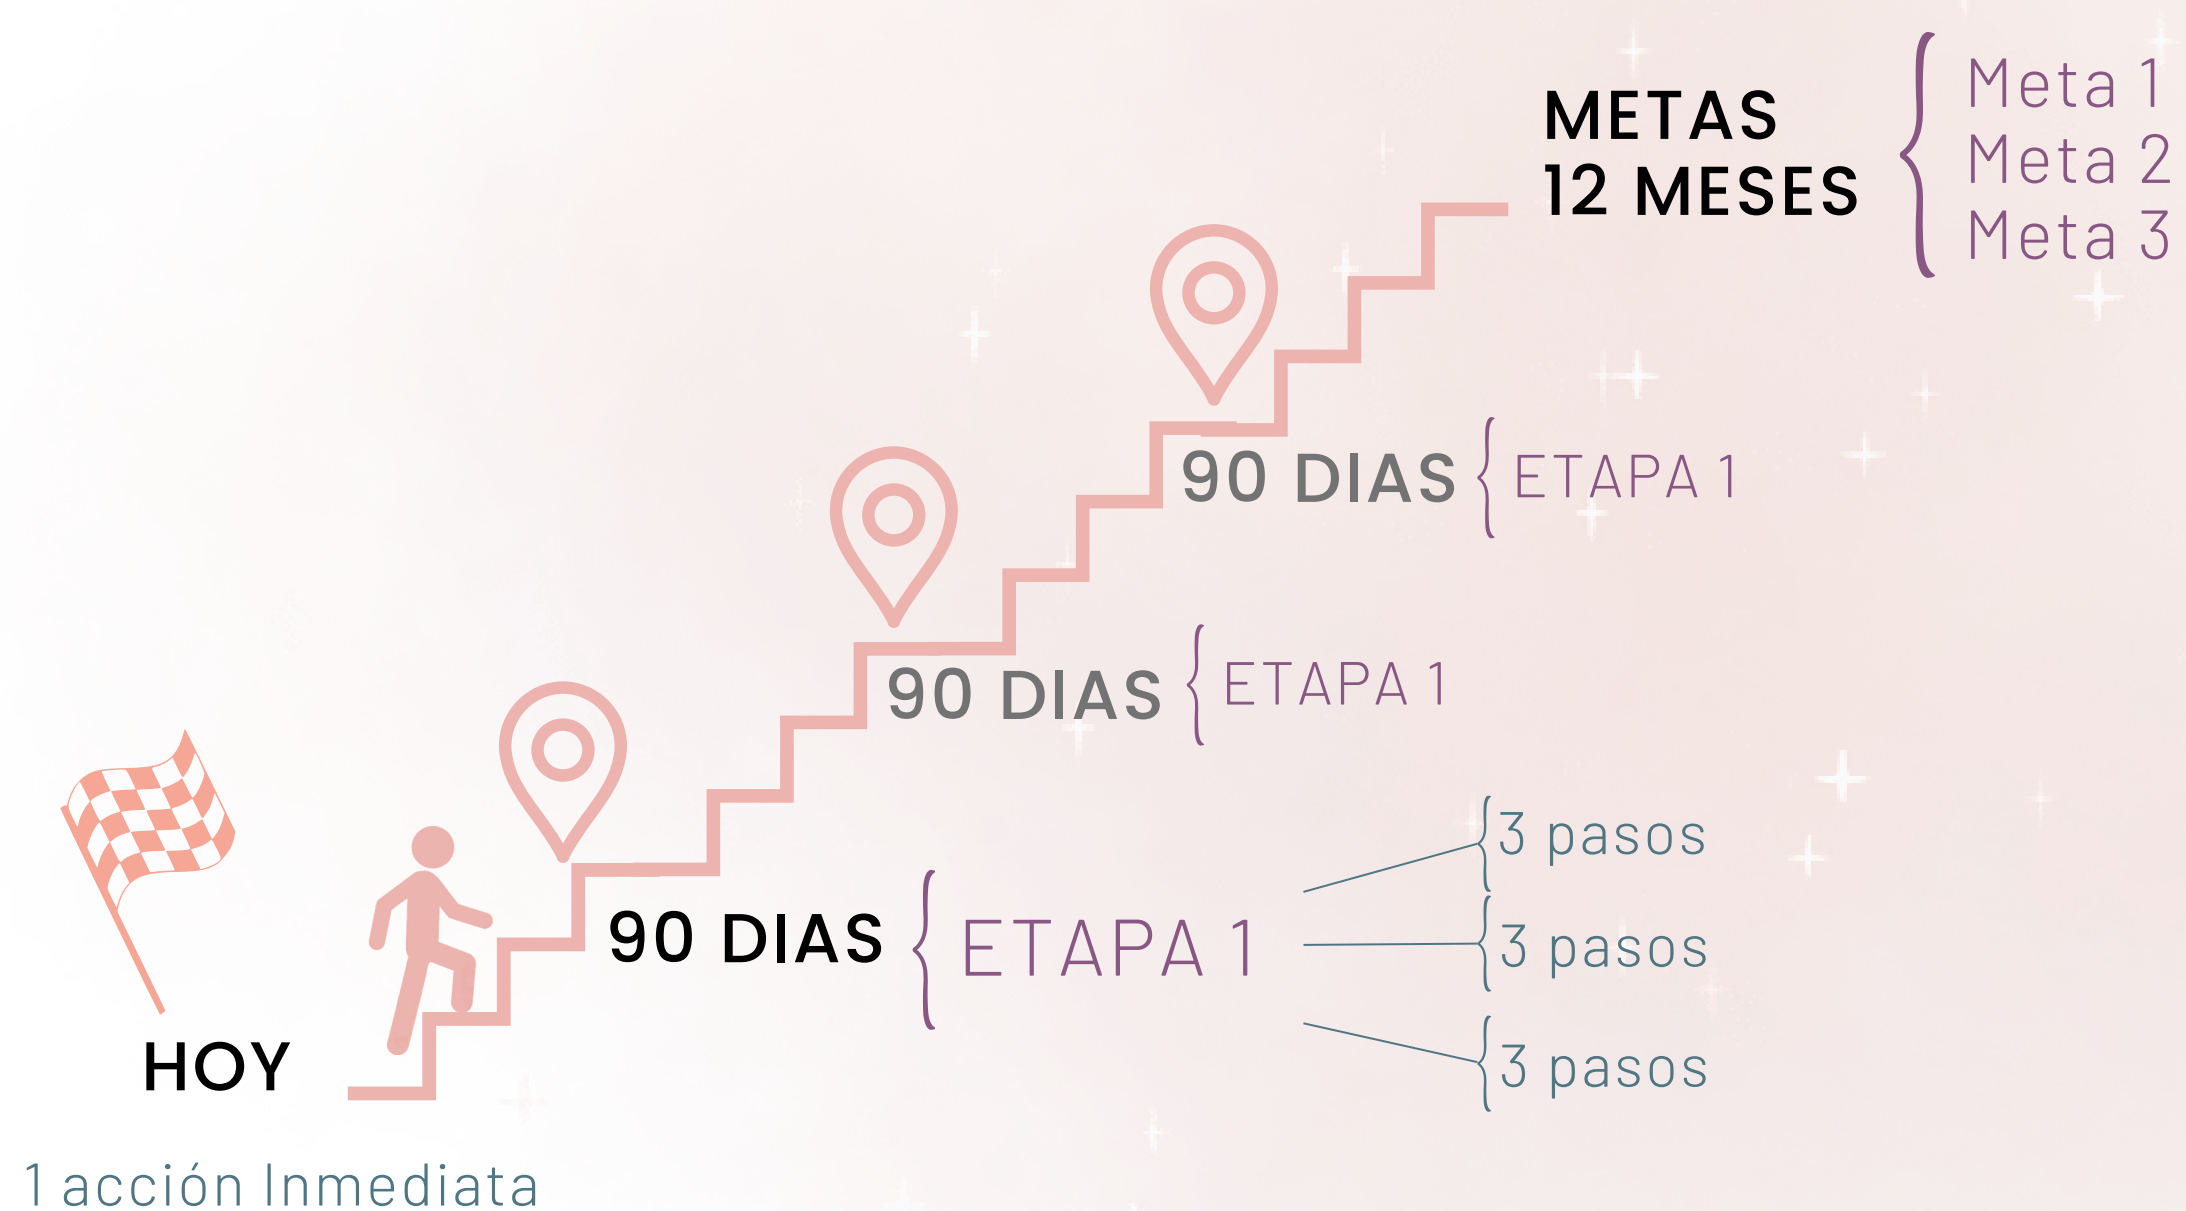 METAS
12 MESES
Meta 1
Meta 2
Meta 3
90 DIAS
ETAPA 1
90 DIAS
ETAPA 1
90 DIAS
ETAPA 1
3 pasos
3 pasos
3 pasos
HOY
1 acción Inmediata